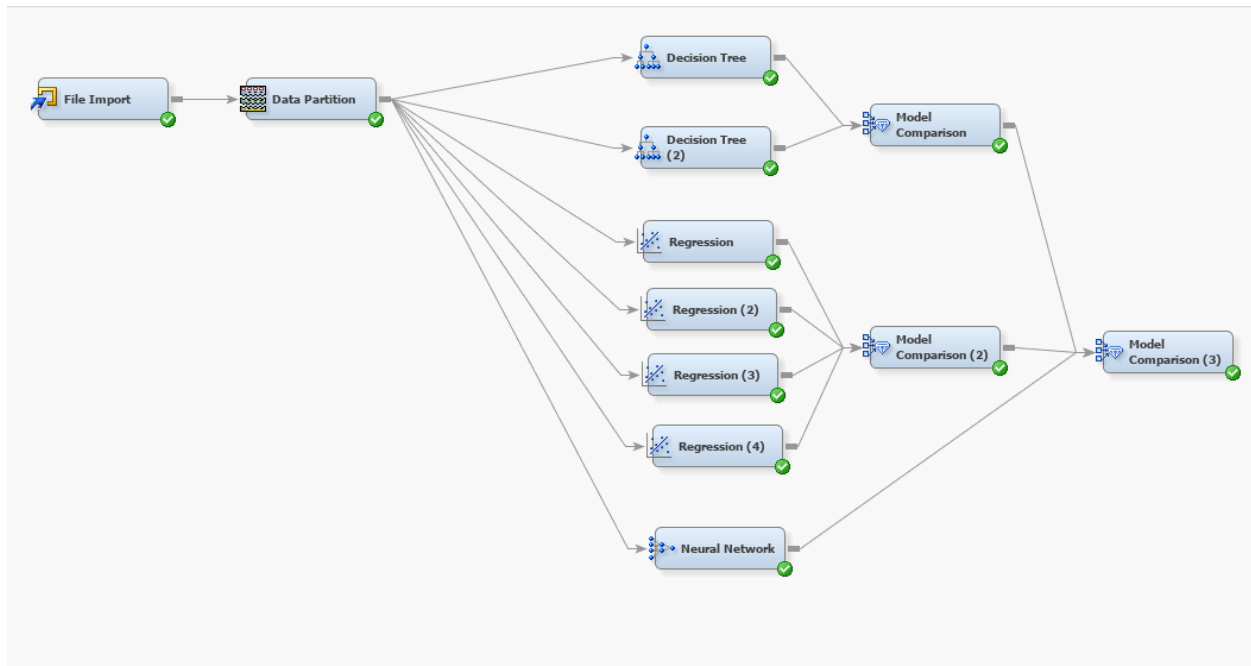 File Import
Data Partition
Decision Tree
Decision Tree
(2)
Regression
Regression (2)
Regression (3)
Regression (4)
Neural Network
Model
Comparison
Model
Comparison (2)
Model
Comparison (3)